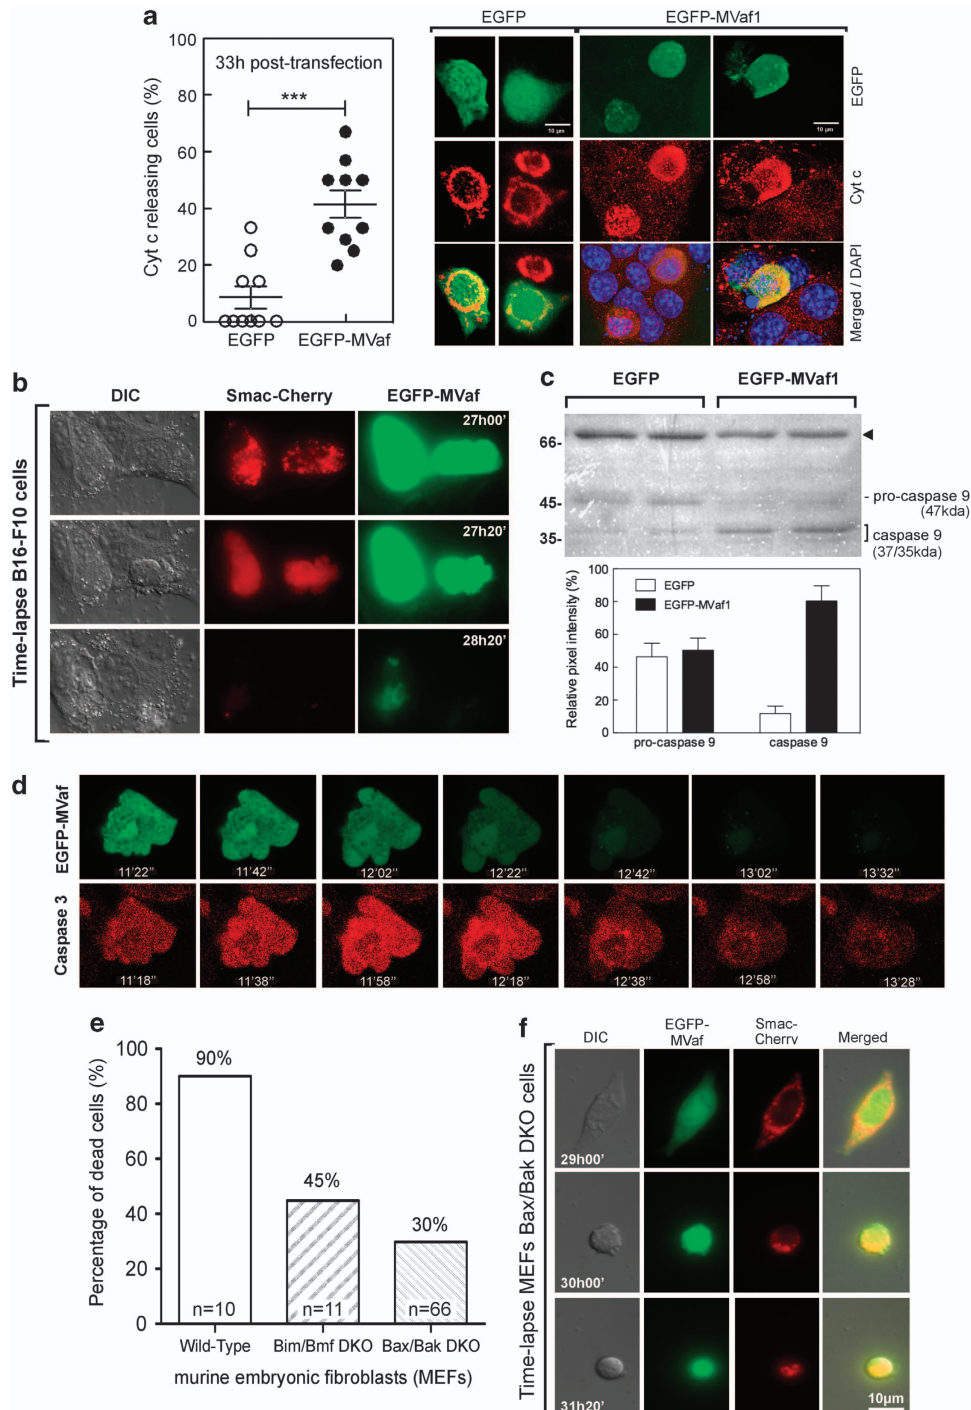 a
EGFP
EGFP-MVaf1
100
80
60
40
20
0
Cyt c releasing cells (%)
33h post-transfection
***
EGFP
EGFP-MVaf
10 µm
10 µm
EGFP
Cyt c
Merged / DAPI
b
Time-lapse B16-F10 cells
DIC
Smac-Cherry
EGFP-MVaf
27h00’
27h20’
28h20’
c
EGFP
EGFP-MVaf1
66-
45-
35-
- pro-caspase 9
(47kda)
caspase 9
(37/35kda)
Relative pixel intensity (%)
100
80
60
40
20
0
EGFP
EGFP-MVaf1
pro-caspase 9
caspase 9
d
EGFP-MVaf
11’22”
11’42”
12’02”
12’22”
12’42”
13’02”
13’32”
Caspase 3
11’18”
11’38”
11’58”
12’18”
12’38”
12’58”
13’28”
e
Percentage of dead cells (%)
100
80
60
40
20
0
90%
45%
30%
n=10
n=11
n=66
Wild-Type
Bim/Bmf DKO
Bax/Bak DKO
murine embryonic fibroblasts (MEFs)
f
Time-lapse MEFs Bax/Bak DKO cells
DIC
EGFP-
MVaf
Smac-
Cherry
Merged
29h00’
30h00’
31h20’
10µm